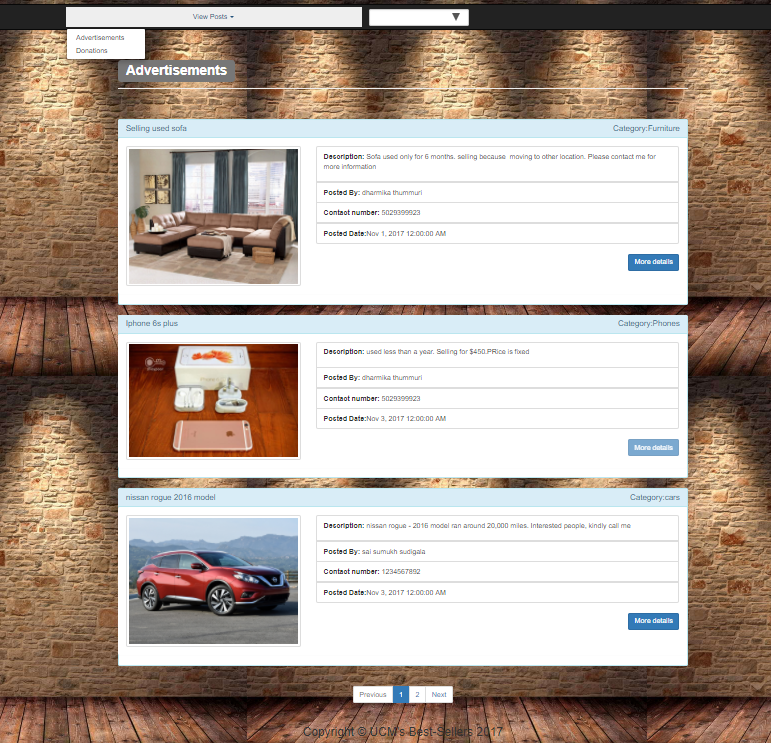 View Posts
Advertisements
Donations
Advertisements
Selling used sofa Category:Furniture
Description: Sofa used only for 6 months. selling because moving to other location. Please contact me for
more information
Posted By: dharmika thummuri
Contact number: 5029399923
Posted Date:Nov 1, 2017 12:00:00 AM
More details
Iphone 6s plus Category:Phones
Description: used less than a year. Selling for $450.PRice is fixed
Posted By: dharmika thummuri
Contact number: 5029399923
Posted Date:Nov 3, 2017 12:00:00 AM
More details
nissan rogue 2016 model Category:cars
Description: nissan rogue - 2016 model ran around 20,000 miles. Interested people, kindly call me
Posted By: sai sumukh sudigala
Contact number: 1234567892
Posted Date:Nov 3, 2017 12:00:00 AM
More details
Previous 1 2 Next
Copyright © UCM's Best-Sellers 2017